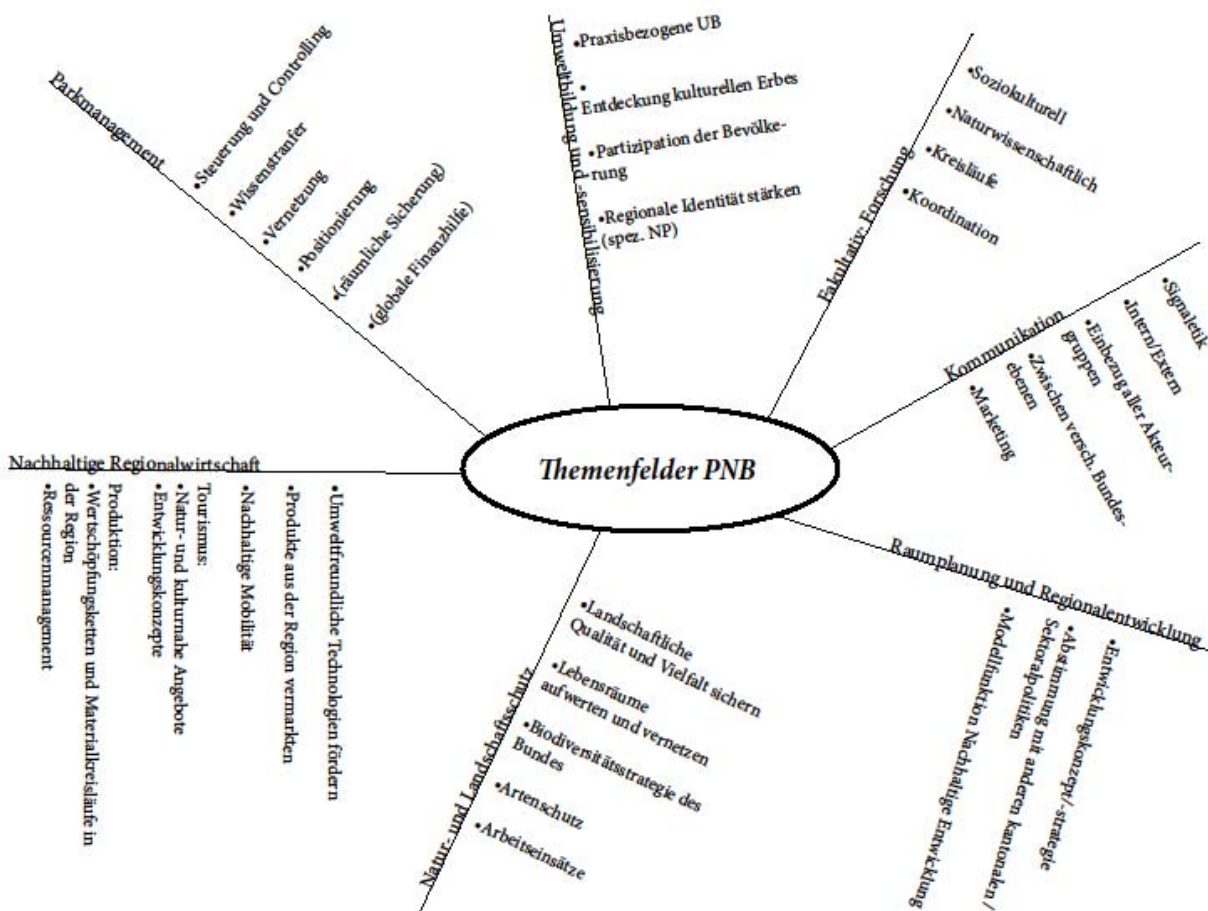 Themenfelder PNB
Parkmanagement
•Steuerung und Controlling
•Wissenstranfer
•Vernetzung
•Positionierung
•(räumliche Sicherung)
•(globale Finanzhilfe)
Umweltbildung und -sensibilisierung
•Praxisbezogene UB
•
Entdeckung kulturellen Erbes
•Partizipation der Bevölke-
rung
•Regionale Identität stärken
(spez. NP)
Fakultativ: Forschung
•Soziokulturell
•Naturwissenschaftlich
•Kreisläufe
•Koordination
Kommunikation
•Signaletik
•Intern/Extern
•Einbezug aller Akteur-
gruppen
•Zwischen versch. Bundes-
ebenen
•Marketing
Raumplanung und Regionalentwicklung
•Entwicklungskonzept/-strategie
•Abstimmung mit anderen kantonalen/
Sektoralpolitiken
•Modellfunktion Nachhaltige Entwicklung
Natur- und Landschaftsschutz
•Landschaftliche
Qualität und Vielfalt sichern
•Lebensräume
aufwerten und vernetzen
•Biodiversitätsstrategie des
Bundes
•Artenschutz
•Arbeitseinsätze
Nachhaltige Regionalwirtschaft
•Umweltfreundliche Technologien fördern
•Produkte aus der Region vermarkten
•Nachhaltige Mobilität
Tourismus:
•Natur- und kulturnahe Angebote
•Entwicklungskonzepte
Produktion:
•Wertschöpfungsketten und Materialkreisläufe in
der Region
•Ressourcenmanagement